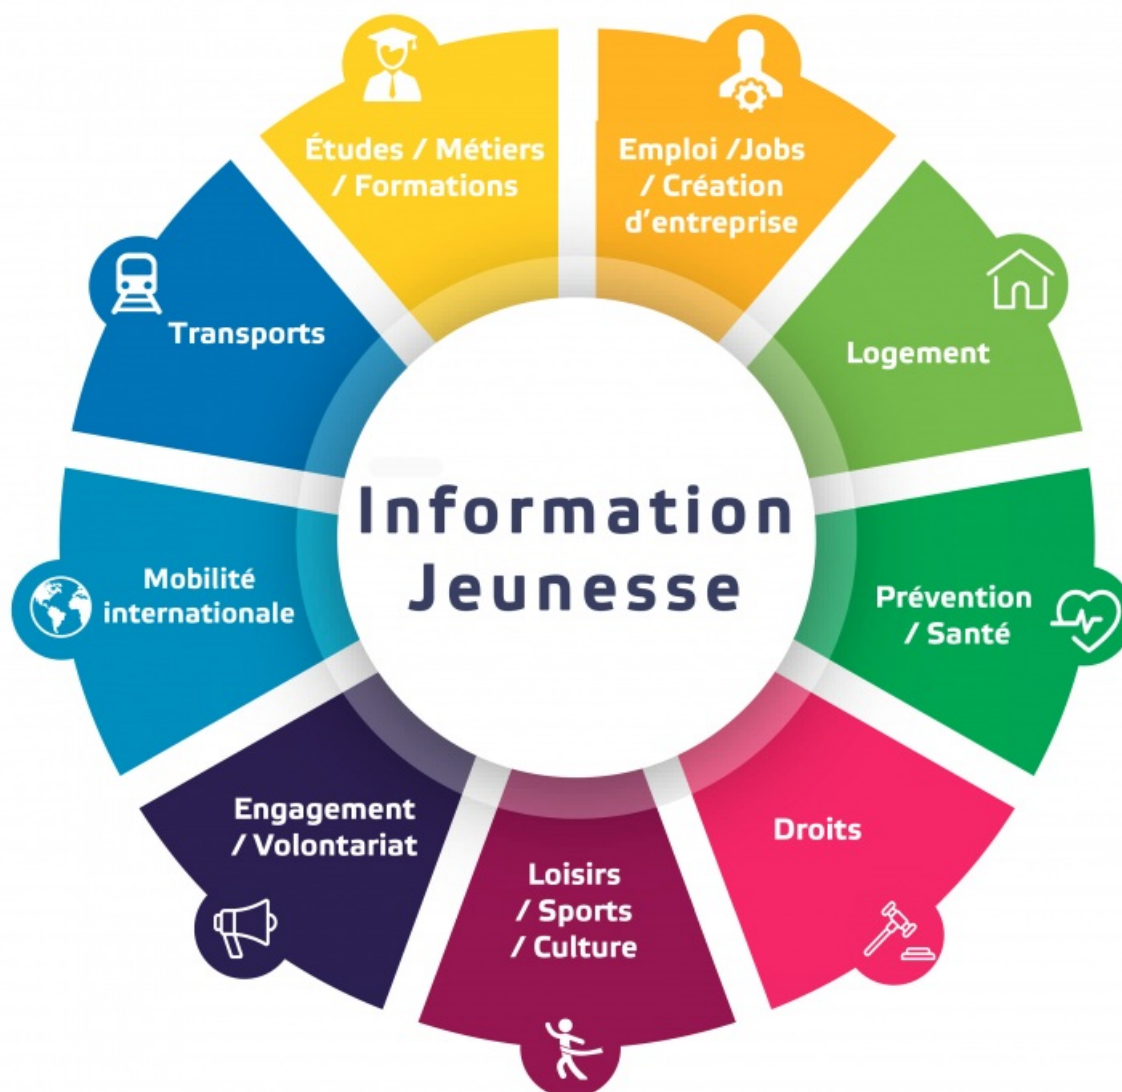 Études / Métiers
/ Formations
Emploi /Jobs
/ Création
d'entreprise
Logement
Prévention
/ Santé
Droits
Loisirs
/ Sports
/ Culture
Engagement
/ Volontariat
Mobilité
internationale
Transports
Information
Jeunesse